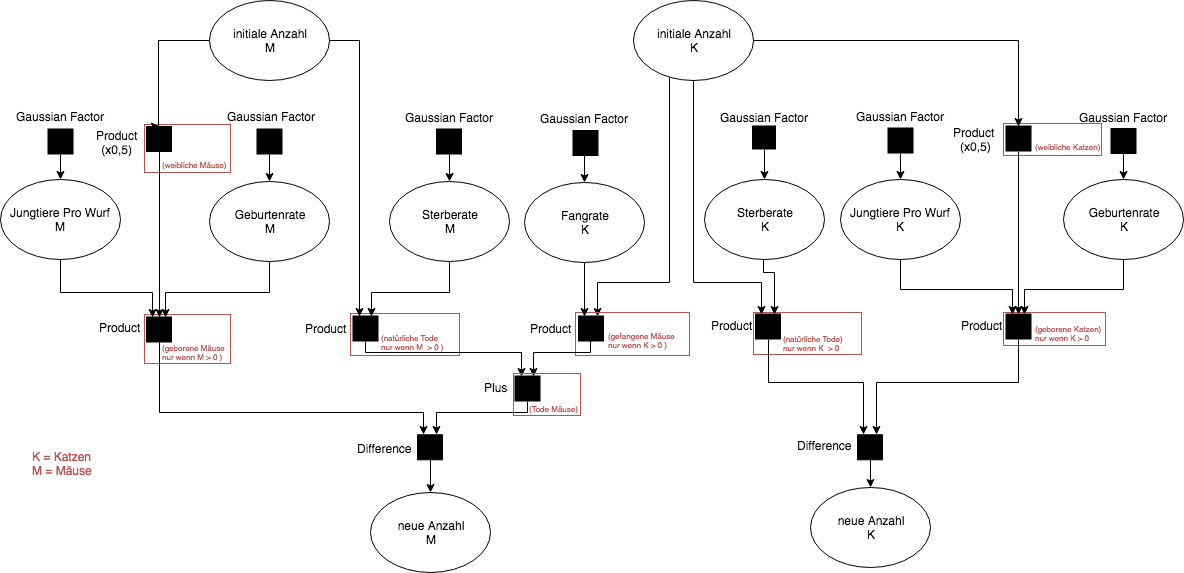 initiale Anzahl
M
initiale Anzahl
K
Gaussian Factor
Product
(x0,5)
(weibliche Mäuse)
Gaussian Factor
Gaussian Factor
Gaussian Factor
Gaussian Factor
Gaussian Factor
Product
(x0,5)
(weibliche Katzen)
Gaussian Factor
Jungtiere Pro Wurf
M
Geburtenrate
M
Sterberate
M
Fangrate
K
Sterberate
K
Jungtiere Pro Wurf
K
Geburtenrate
K
Product
(geborene Mäuse
nur wenn M > 0 )
Product
(natürliche Tode
nur wenn M > 0 )
Product
(gefangene Mäuse
nur wenn K > 0 )
Product
(natürliche Tode)
nur wenn K > 0
Product
(geborene Katzen)
nur wenn K > 0
Plus
(Tode Mäuse)
Difference
Difference
K = Katzen
M = Mäuse
neue Anzahl
M
neue Anzahl
K